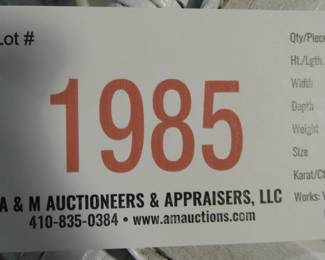 Lot #
1985
A & M AUCTIONEERS & APPRAISERS, LLC
410-835-0384 • www.amauctions.com
Qty/Piece
Ht./Lgth.
Width
Depth
Weight
Size
Karat/Ct
Works: Y